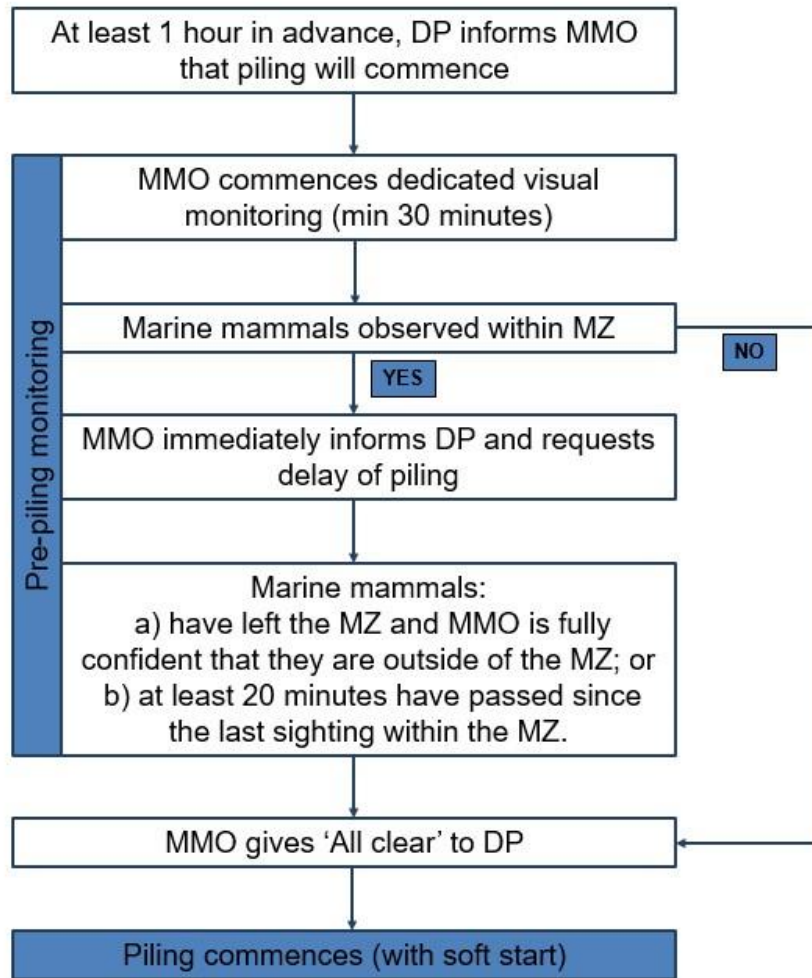 At least 1 hour in advance, DP informs MMO
that piling will commence
Pre-piling monitoring
MMO commences dedicated visual
monitoring (min 30 minutes)
Marine mammals observed within MZ
NO
YES
MMO immediately informs DP and requests
delay of piling
Marine mammals:
a) have left the MZ and MMO is fully
confident that they are outside of the MZ; or
b) at least 20 minutes have passed since
the last sighting within the MZ.
MMO gives ‘All clear’ to DP
Piling commences (with soft start)